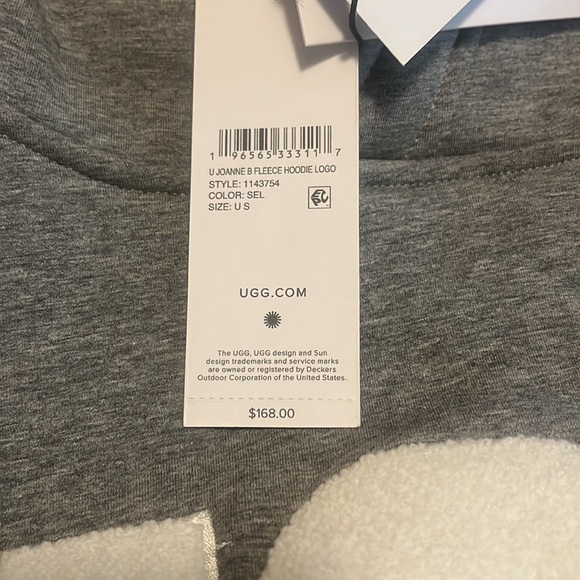 1 96565 33311 7
U JOANNE B FLEECE HOODIE LOGO
STYLE: 1143754
COLOR: SEL
SIZE: U S
UGG.COM
The UGG, UGG design and Sun
design trademarks and service marks
are owned or registered by Deckers
Outdoor Corporation of the United States.
$168.00